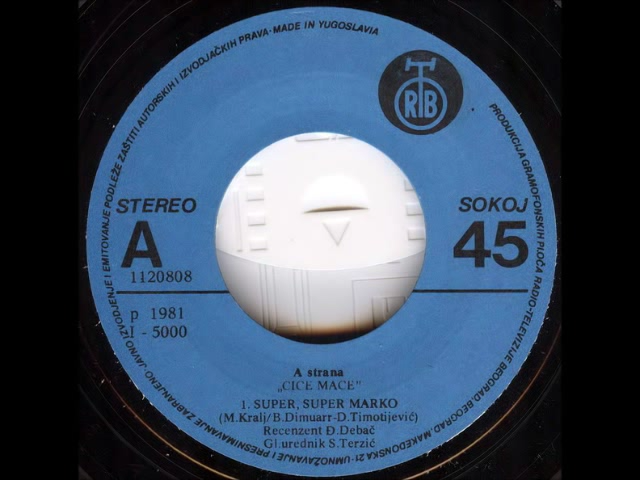 JAVNO IZVODJENJE I EMITOVANJE PODLEŽE ZAŠTITI AUTORSKIH I IZVODJAČKIH PRAVA·MADE IN YUGOSLAVIA
RTB
PRODUKCIJA GRAMOFONSKIH PLOČA RADIO-TELEVIZIJE BEOGRAD, BEOGRAD, MAKEDONSKA 21·UMNOŽAVANJE I PRESNIMAVANJE ZABRANJENO
STEREO
A
1120808
SOKOJ
45
p 1981
I - 5000
A strana
„CICE MACE"
1. SUPER, SUPER MARKO
(M.Kralj/B.Dimuarr-D.Timotijević)
Recenzent Đ.Debač
Gl.urednik S.Terzić